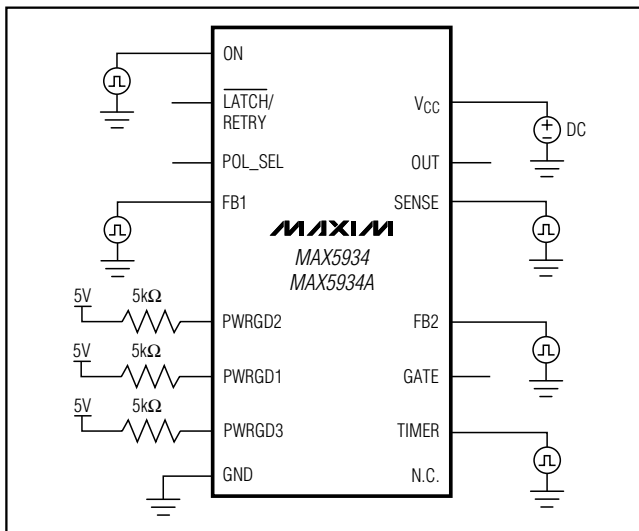 ON
LATCH/
RETRY
VCC
DC
POL_SEL
OUT
FB1
SENSE
MAXIM
MAX5934
MAX5934A
5V
5kΩ
PWRGD2
FB2
5V
5kΩ
PWRGD1
GATE
5V
5kΩ
PWRGD3
TIMER
GND
N.C.